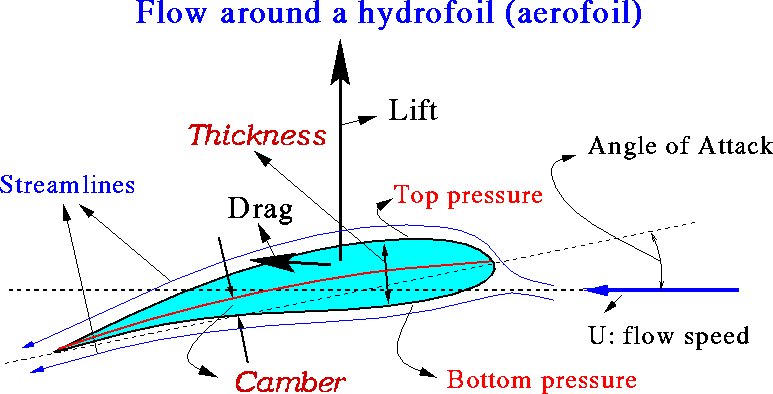 Flow around a hydrofoil (aerofoil)
Lift
Thickness
Angle of Attack
Streamlines
Top pressure
Drag
U: flow speed
Camber
Bottom pressure